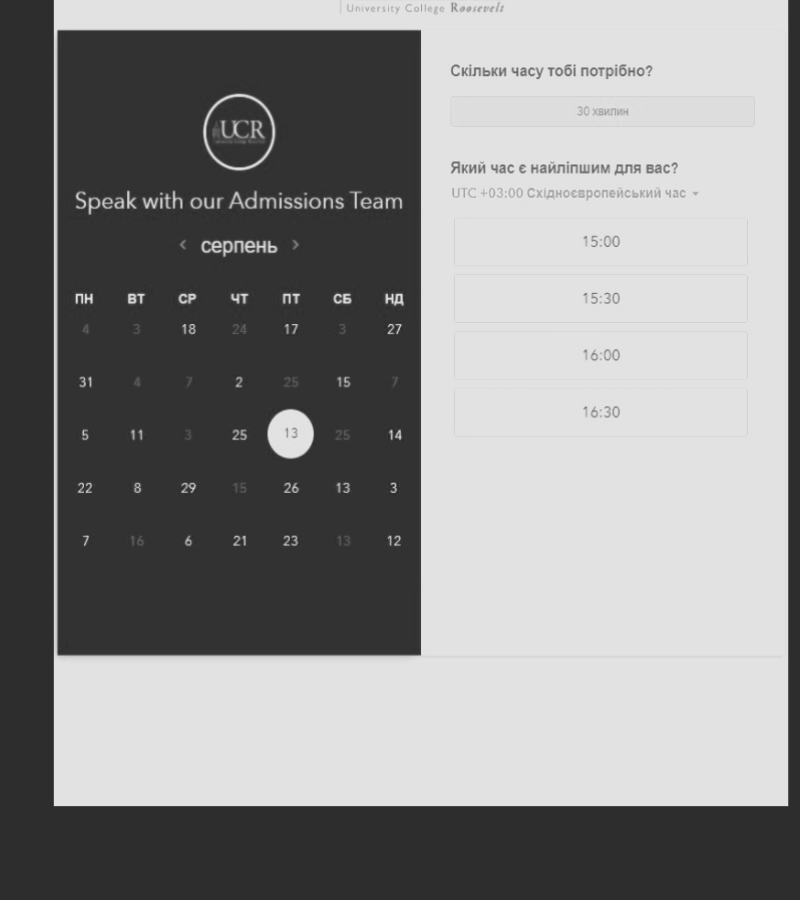 University College Roosevelt
UCR
Speak with our Admissions Team
‹ серпень ›
ПН ВТ СР ЧТ ПТ СБ НД
4 3 18 24 17 3 27
31 4 7 2 25 15 7
5 11 3 25 13 25 14
22 8 29 15 26 13 3
7 16 6 21 23 13 12
Скільки часу тобі потрібно?
30 хвилин
Який час є найліпшим для вас?
UTC +03:00 Східноєвропейський час
15:00
15:30
16:00
16:30